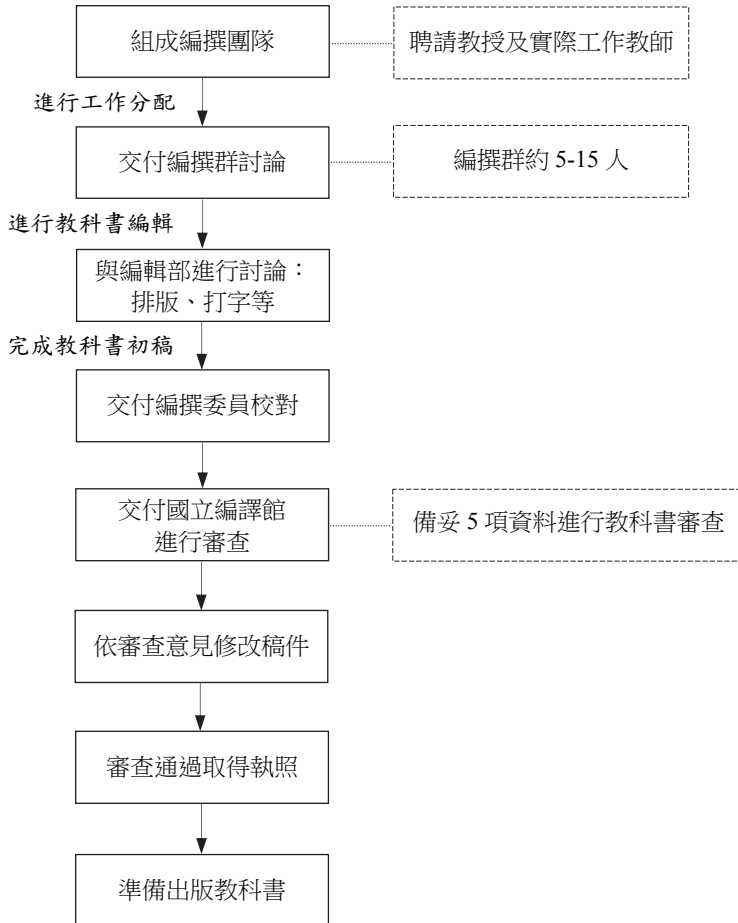 組成編撰團隊
聘請教授及實際工作教師
進行工作分配
交付編撰群討論
編撰群約 5-15 人
進行教科書編輯
與編輯部進行討論：
排版、打字等
完成教科書初稿
交付編撰委員校對
交付國立編譯館
進行審查
備妥 5 項資料進行教科書審查
依審查意見修改稿件
審查通過取得執照
準備出版教科書